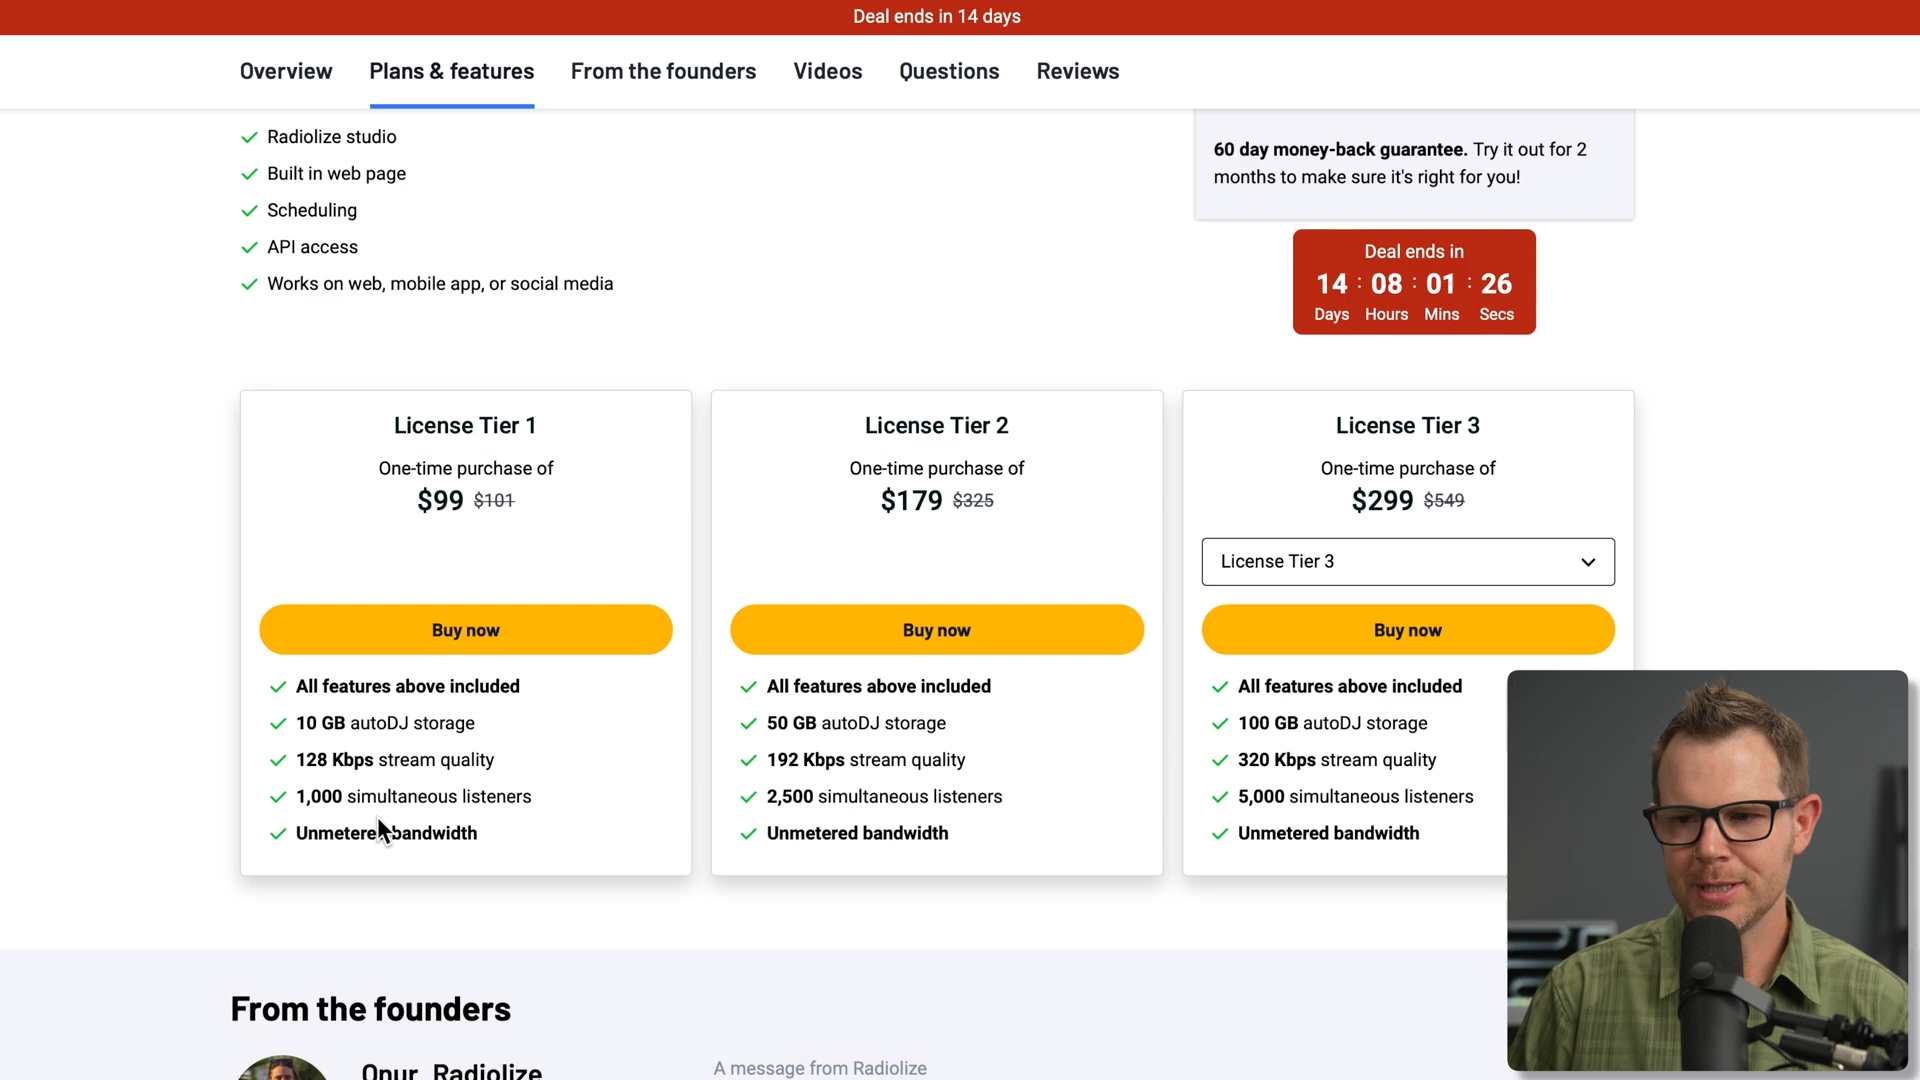 Deal ends in 14 days
Overview
Plans & features
From the founders
Videos
Questions
Reviews
Radiolize studio
Built in web page
Scheduling
API access
Works on web, mobile app, or social media
60 day money-back guarantee. Try it out for 2
months to make sure it's right for you!
Deal ends in
14 : 08 : 01 : 26
Days Hours Mins Secs
License Tier 1
One-time purchase of
$99 $101
Buy now
All features above included
10 GB autoDJ storage
128 Kbps stream quality
1,000 simultaneous listeners
Unmetered bandwidth
License Tier 2
One-time purchase of
$179 $325
Buy now
All features above included
50 GB autoDJ storage
192 Kbps stream quality
2,500 simultaneous listeners
Unmetered bandwidth
License Tier 3
One-time purchase of
$299 $549
License Tier 3
Buy now
All features above included
100 GB autoDJ storage
320 Kbps stream quality
5,000 simultaneous listeners
Unmetered bandwidth
From the founders
Onur_Radiolize
A message from Radiolize